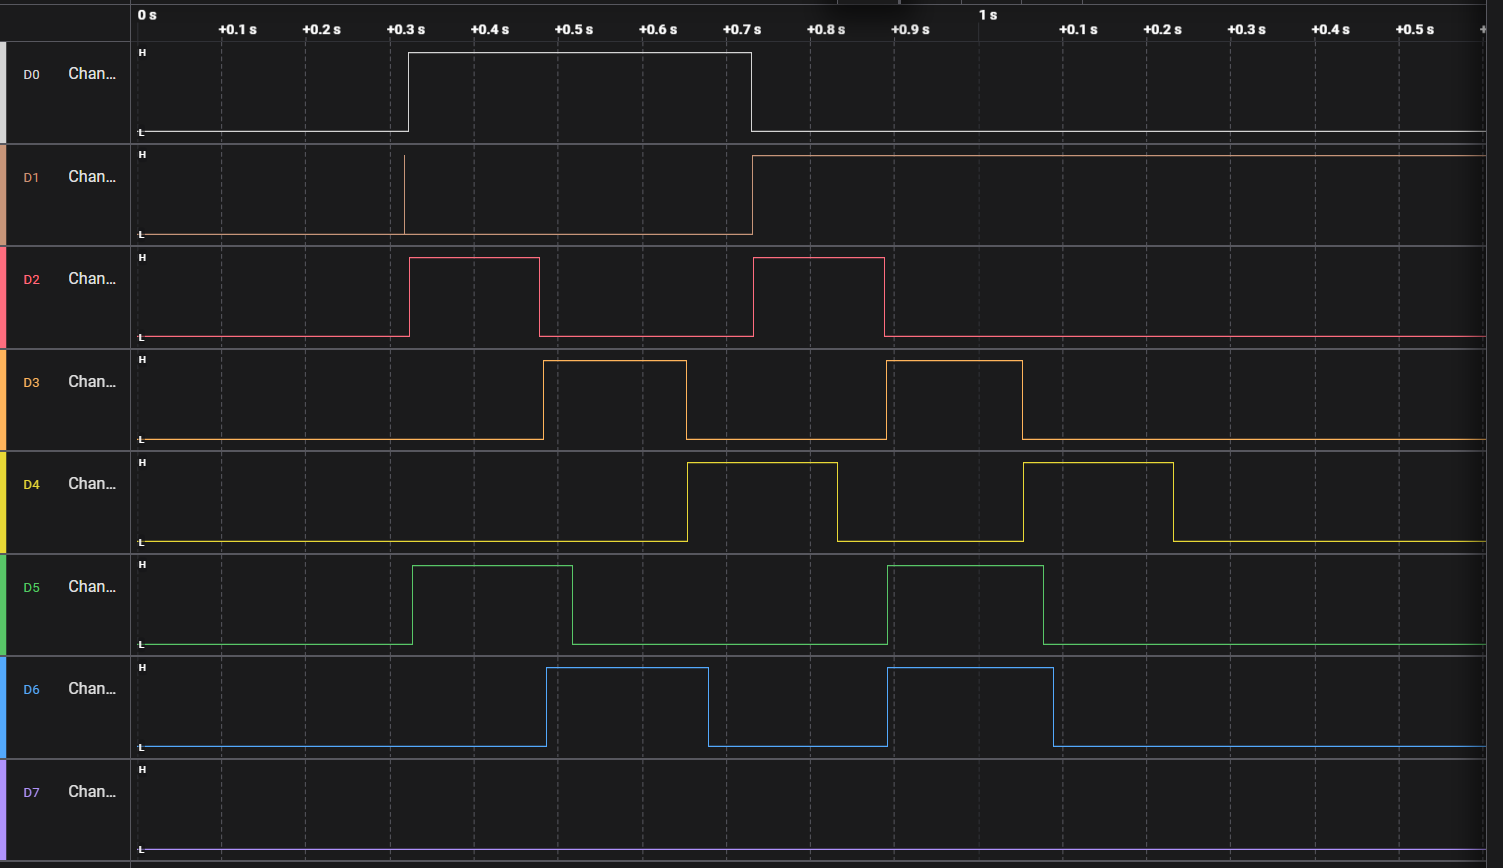 0 s 1 s
+0.1 s +0.2 s +0.3 s +0.4 s +0.5 s +0.6 s +0.7 s +0.8 s +0.9 s +0.1 s +0.2 s +0.3 s +0.4 s +0.5 s +
H
D0 Chan...
L
H
D1 Chan...
L
H
D2 Chan...
L
H
D3 Chan...
L
H
D4 Chan...
L
H
D5 Chan...
L
H
D6 Chan...
L
H
D7 Chan...
L